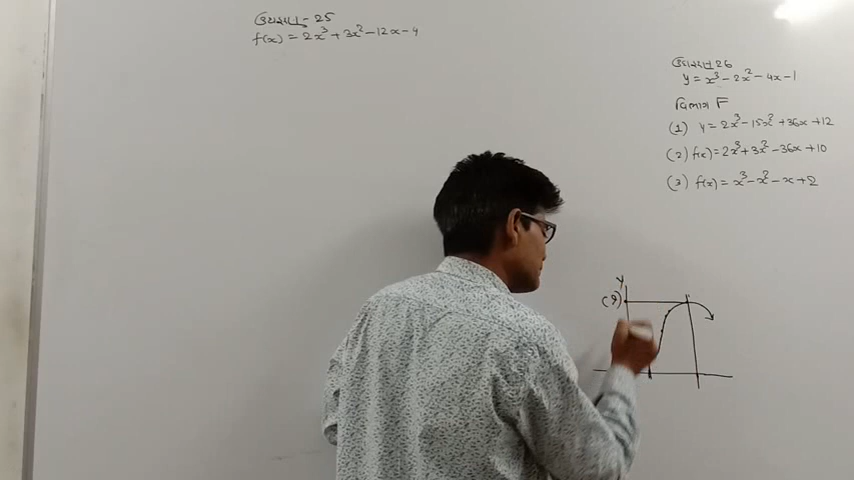 ઉદાહરણ - 25
f(x) = 2x³ + 3x² - 12x - 4
ઉદાહરણ - 26
y = x³ - 2x² - 4x - 1
વિભાગ F
(1) y = 2x³ - 15x² + 36x + 12
(2) f(x) = 2x³ + 3x² - 36x + 10
(3) f(x) = x³ - x² - x + 2
y